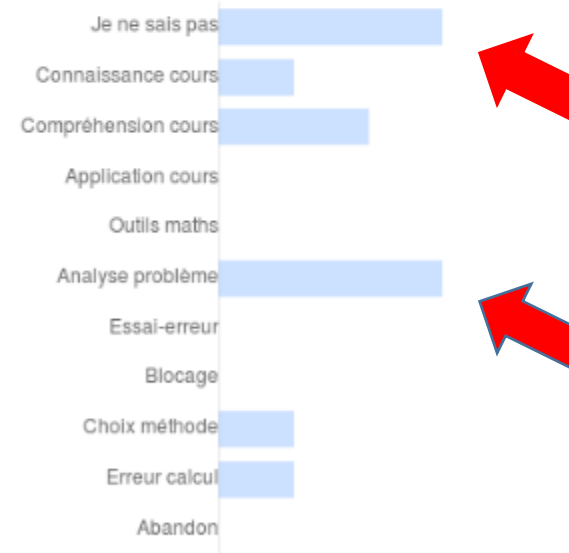 Je ne sais pas
Connaissance cours
Compréhension cours
Application cours
Outils maths
Analyse problème
Essai-erreur
Blocage
Choix méthode
Erreur calcul
Abandon